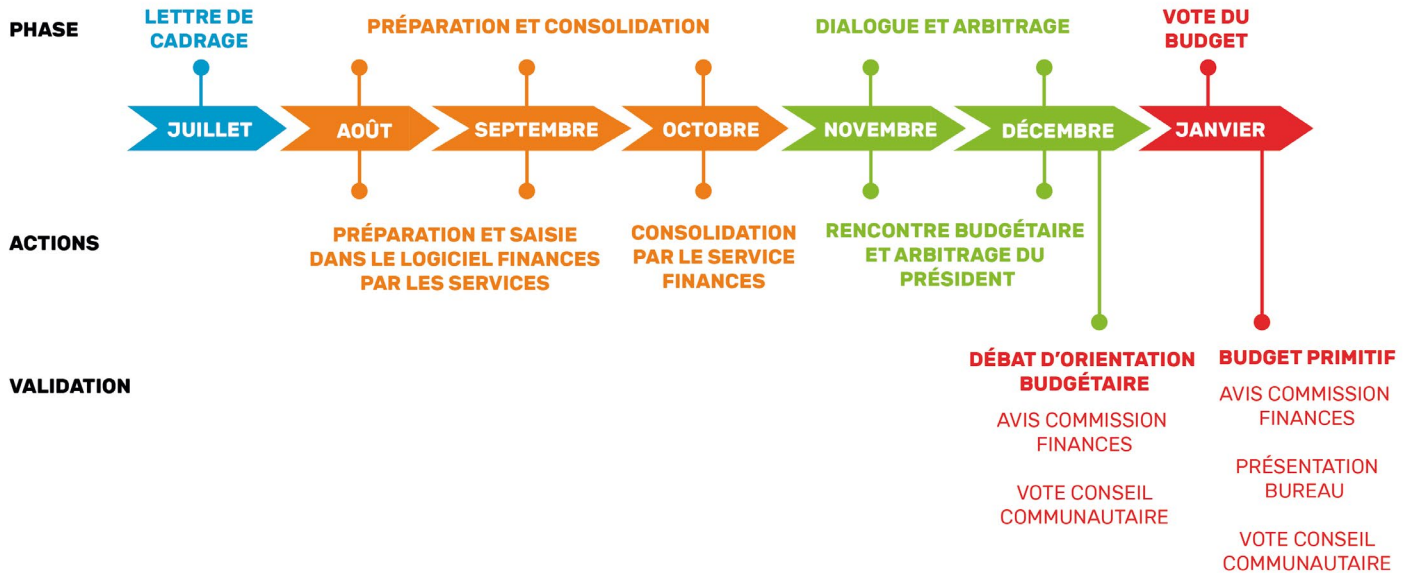 PHASE
LETTRE DE
CADRAGE
PRÉPARATION ET CONSOLIDATION
DIALOGUE ET ARBITRAGE
VOTE DU
BUDGET
JUILLET
AOÛT
SEPTEMBRE
OCTOBRE
NOVEMBRE
DÉCEMBRE
JANVIER
ACTIONS
PRÉPARATION ET SAISIE
DANS LE LOGICIEL FINANCES
PAR LES SERVICES
CONSOLIDATION
PAR LE SERVICE
FINANCES
RENCONTRE BUDGÉTAIRE
ET ARBITRAGE DU
PRÉSIDENT
VALIDATION
DÉBAT D'ORIENTATION
BUDGÉTAIRE
AVIS COMMISSION
FINANCES
VOTE CONSEIL
COMMUNAUTAIRE
BUDGET PRIMITIF
AVIS COMMISSION
FINANCES
PRÉSENTATION
BUREAU
VOTE CONSEIL
COMMUNAUTAIRE